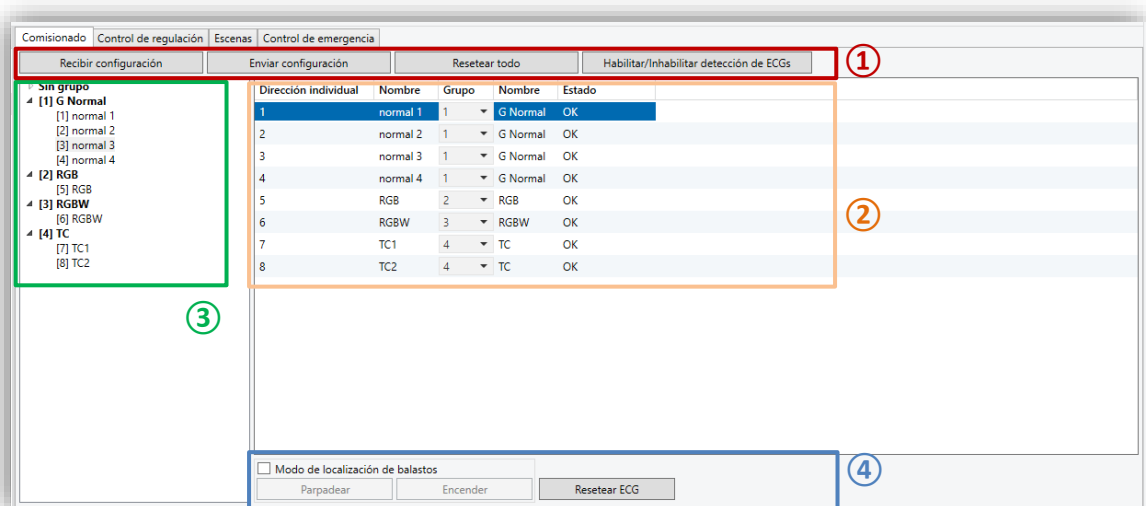 Comisionado Control de regulación Escenas Control de emergencia
Recibir configuración Enviar configuración Resetear todo Habilitar/Inhabilitar detección de ECGs ①
Sin grupo
[1] G Normal
[1] normal 1
[2] normal 2
[3] normal 3
[4] normal 4
[2] RGB
[5] RGB
[3] RGBW
[6] RGBW
[4] TC
[7] TC1
[8] TC2
③
Dirección individual Nombre Grupo Nombre Estado
1 normal 1 1 G Normal OK
2 normal 2 1 G Normal OK
3 normal 3 1 G Normal OK
4 normal 4 1 G Normal OK
5 RGB 2 RGB OK
6 RGBW 3 RGBW OK
7 TC1 4 TC OK
8 TC2 4 TC OK
②
Modo de localización de balastos
Parpadear Encender Resetear ECG
④